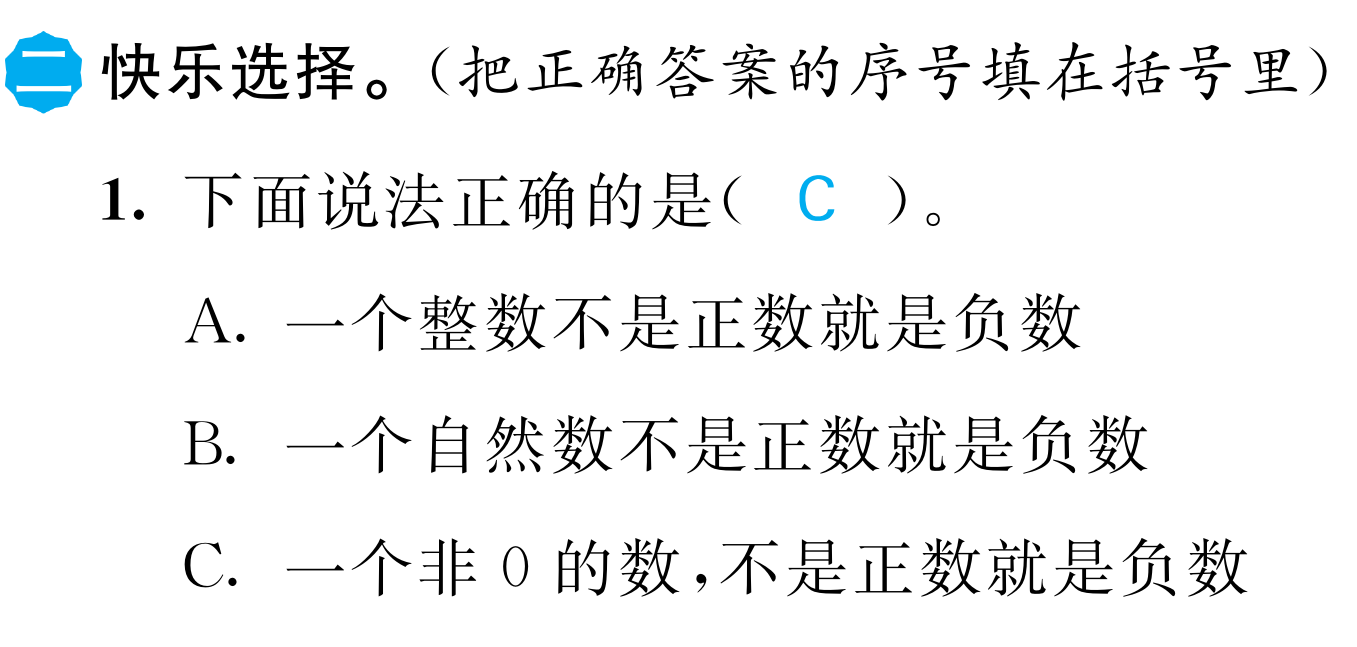 二 快乐选择。(把正确答案的序号填在括号里)
1. 下面说法正确的是( C )。
A. 一个整数不是正数就是负数
B. 一个自然数不是正数就是负数
C. 一个非 0 的数,不是正数就是负数